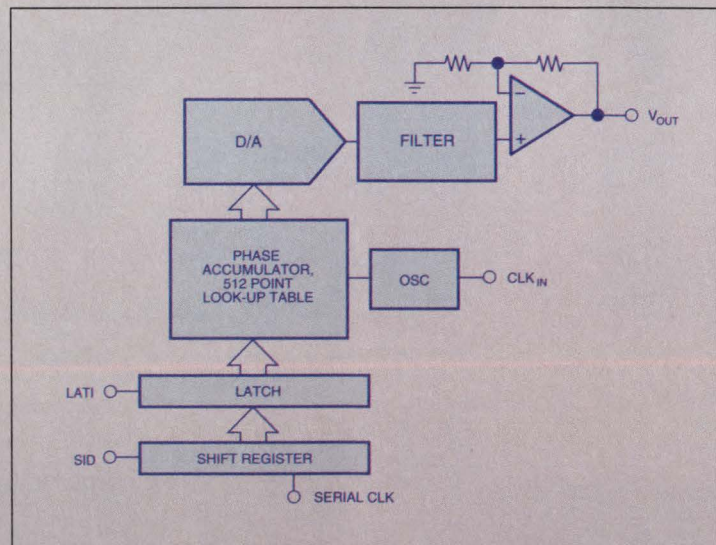 D/A
FILTER
−
+
V_OUT
PHASE
ACCUMULATOR,
512 POINT
LOOK-UP TABLE
OSC
CLK_IN
LATI
LATCH
SID
SHIFT REGISTER
SERIAL CLK